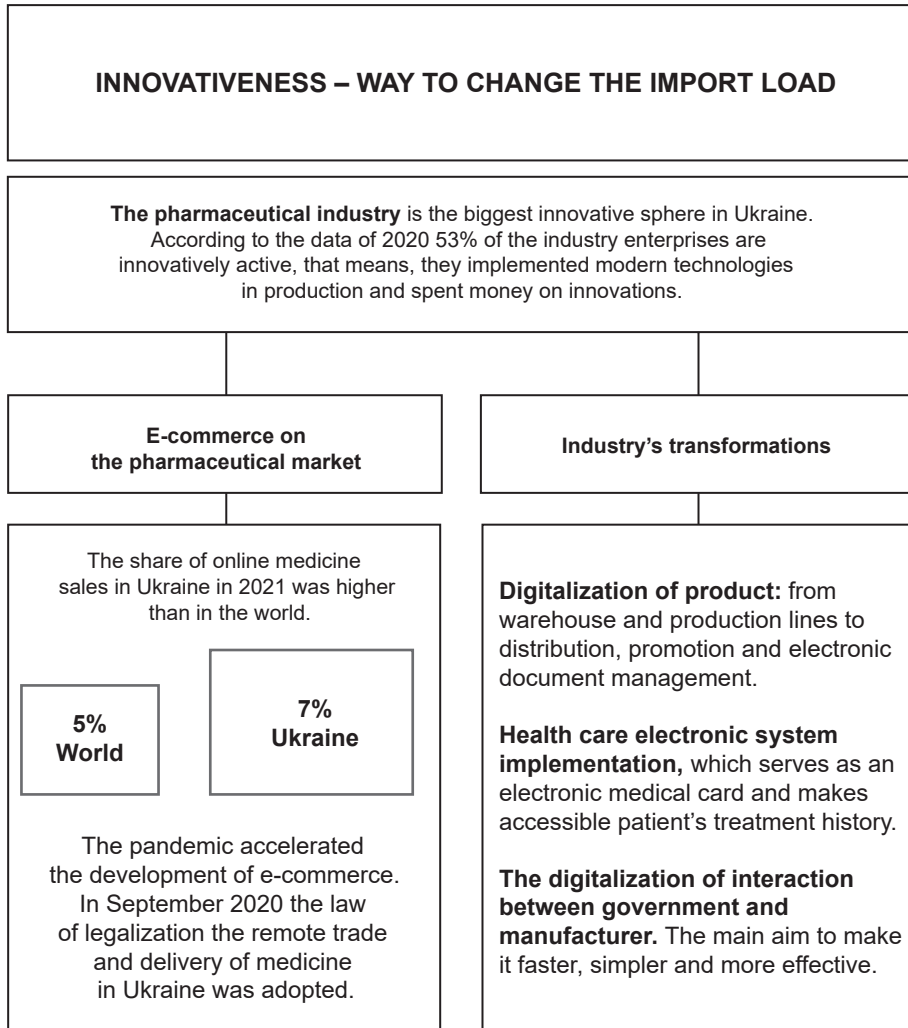 INNOVATIVENESS – WAY TO CHANGE THE IMPORT LOAD
The pharmaceutical industry is the biggest innovative sphere in Ukraine.
According to the data of 2020 53% of the industry enterprises are
innovatively active, that means, they implemented modern technologies
in production and spent money on innovations.
E-commerce on
the pharmaceutical market
The share of online medicine
sales in Ukraine in 2021 was higher
than in the world.
5%
World
7%
Ukraine
The pandemic accelerated
the development of e-commerce.
In September 2020 the law
of legalization the remote trade
and delivery of medicine
in Ukraine was adopted.
Industry’s transformations
Digitalization of product: from
warehouse and production lines to
distribution, promotion and electronic
document management.
Health care electronic system
implementation, which serves as an
electronic medical card and makes
accessible patient’s treatment history.
The digitalization of interaction
between government and
manufacturer. The main aim to make
it faster, simpler and more effective.